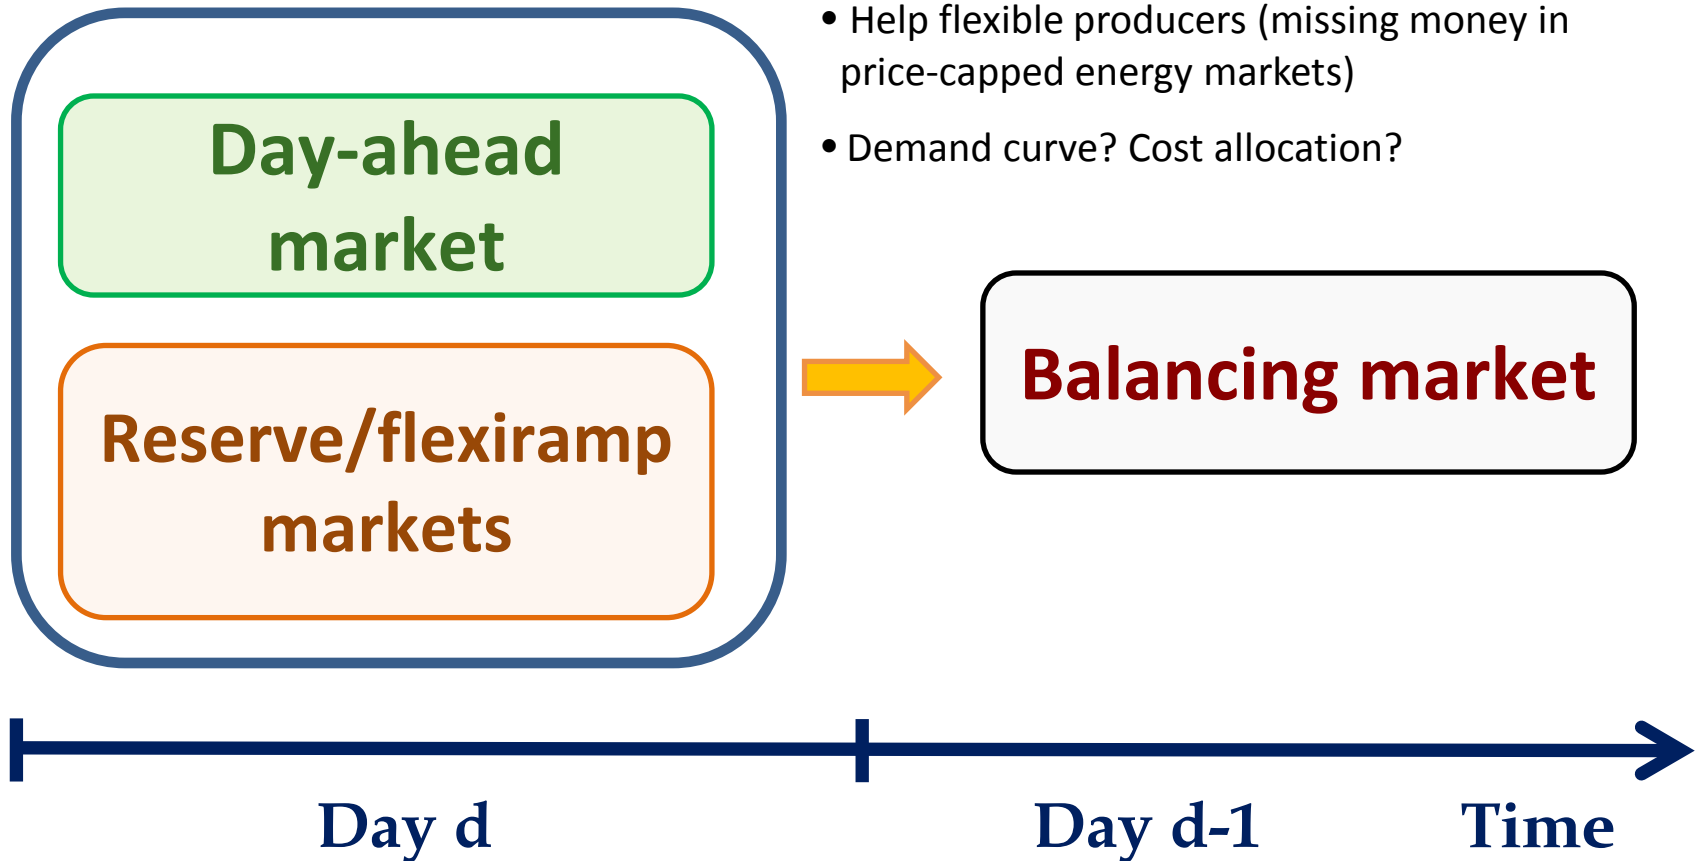 • Help flexible producers (missing money in
price-capped energy markets)
• Demand curve? Cost allocation?
Day-ahead
market
Reserve/flexiramp
markets
Balancing market
Day d
Day d-1
Time